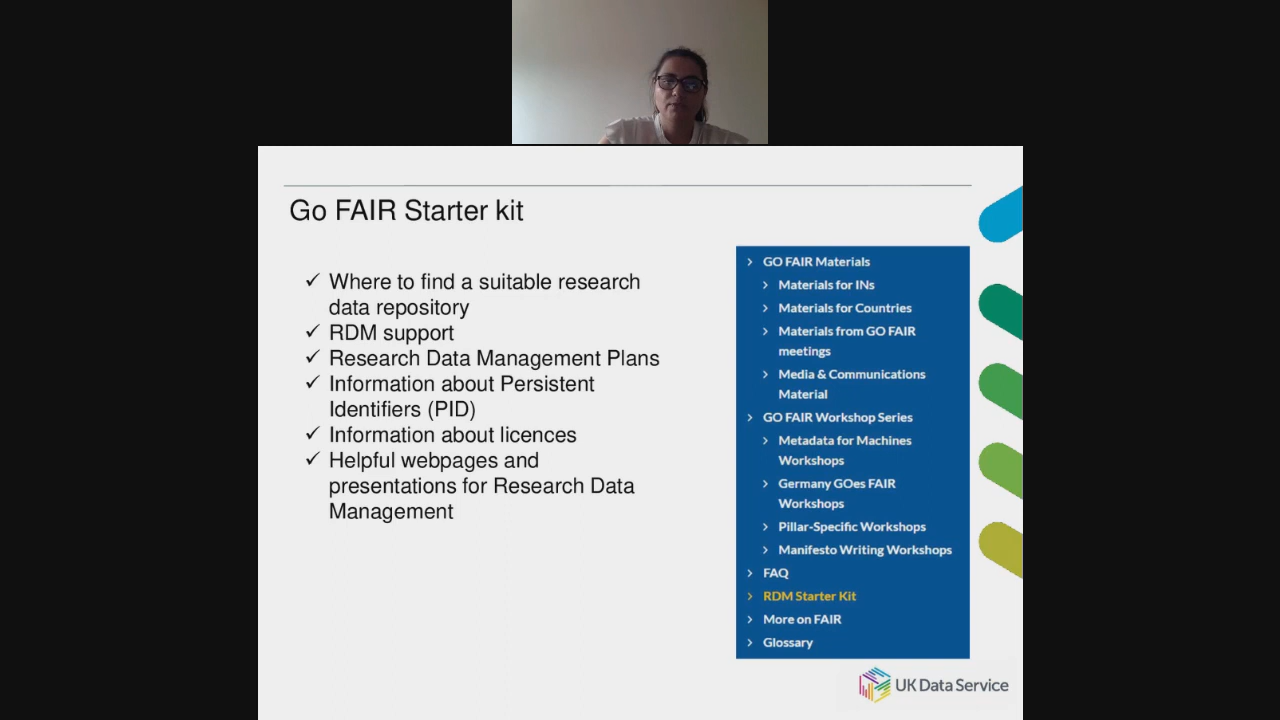 Go FAIR Starter kit
Where to find a suitable research
data repository
RDM support
Research Data Management Plans
Information about Persistent
Identifiers (PID)
Information about licences
Helpful webpages and
presentations for Research Data
Management
GO FAIR Materials
Materials for INs
Materials for Countries
Materials from GO FAIR
meetings
Media & Communications
Material
GO FAIR Workshop Series
Metadata for Machines
Workshops
Germany GOes FAIR
Workshops
Pillar-Specific Workshops
Manifesto Writing Workshops
FAQ
RDM Starter Kit
More on FAIR
Glossary
UK Data Service